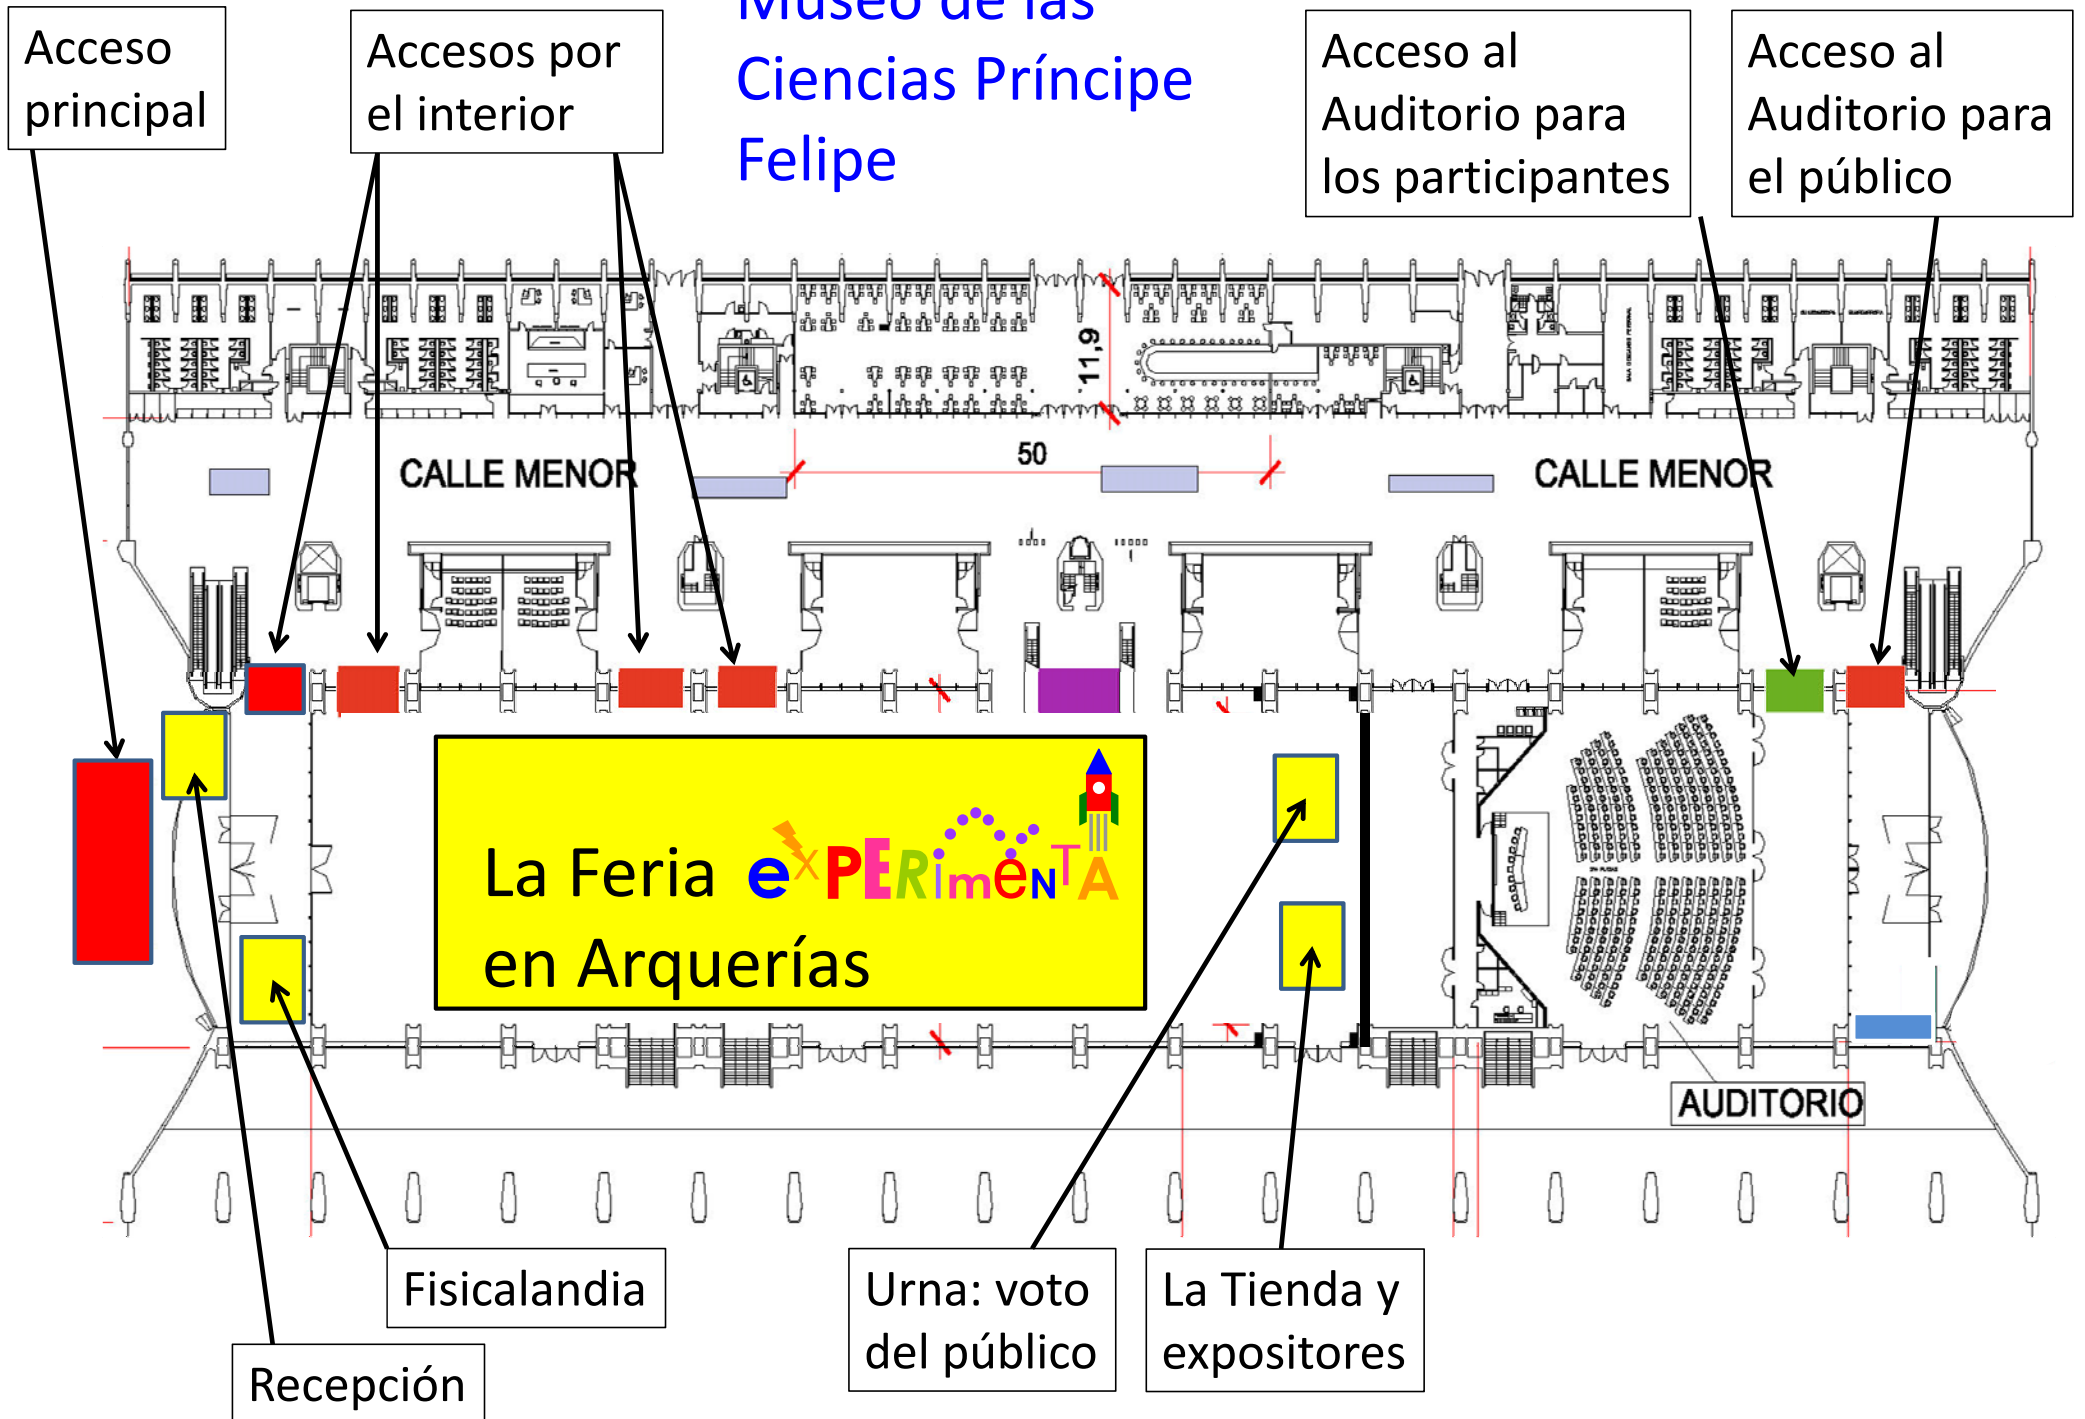 Museo de las
Ciencias Príncipe
Felipe
Acceso
principal
Accesos por
el interior
Acceso al
Auditorio para
los participantes
Acceso al
Auditorio para
el público
11,9
50
CALLE MENOR
CALLE MENOR
La Feria eXPERimeNTA
en Arquerías
AUDITORIO
Fisicalandia
Recepción
Urna: voto
del público
La Tienda y
expositores